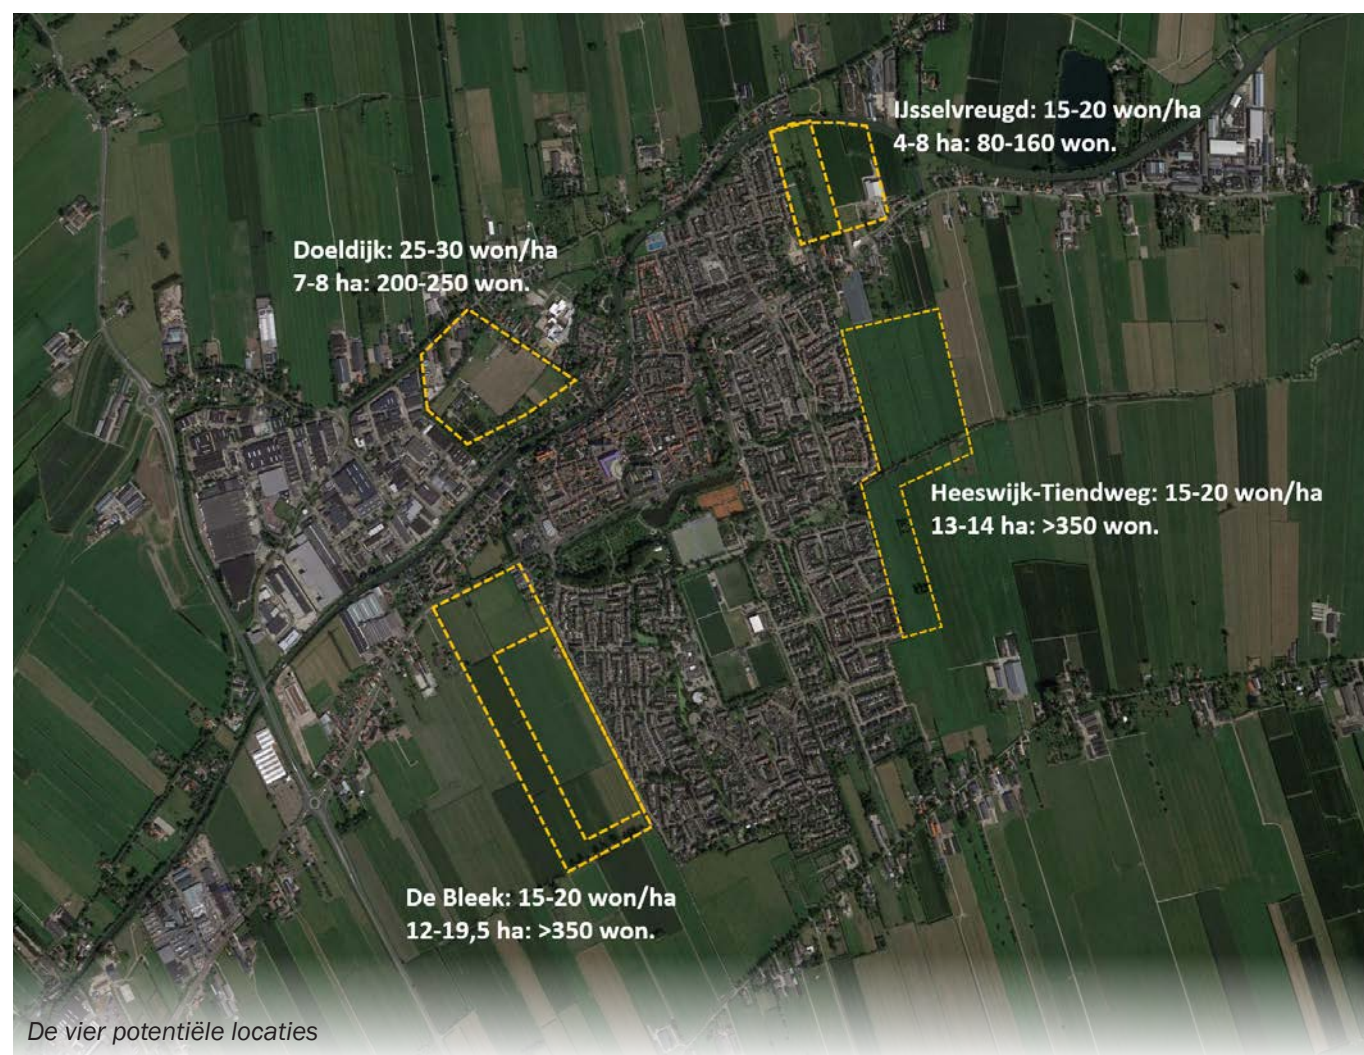 IJsselvreugd: 15-20 won/ha
4-8 ha: 80-160 won.
Doeldijk: 25-30 won/ha
7-8 ha: 200-250 won.
Heeswijk-Tiendweg: 15-20 won/ha
13-14 ha: >350 won.
De Bleek: 15-20 won/ha
12-19,5 ha: >350 won.
De vier potentiële locaties